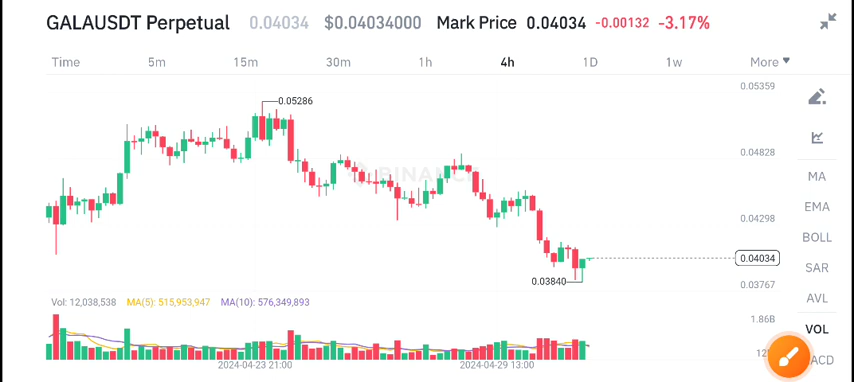 GALAUSDT Perpetual 0.04034 $0.04034000 Mark Price 0.04034 -0.00132 -3.17%
Time 5m 15m 30m 1h 4h 1D 1w More
0.05359
0.05286
MA
0.04828
BINANCE
EMA
0.04298
BOLL
0.04034
SAR
0.03840
0.03767
AVL
Vol: 12,038,538 MA(5): 515,953,947 MA(10): 576,349,893
1.86B
VOL
2024-04-23 21:00 2024-04-29 13:00